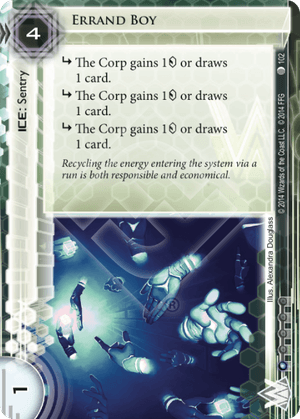 ERRAND BOY
4
ICE: Sentry
↳ The Corp gains 1 or draws
1 card.
↳ The Corp gains 1 or draws
1 card.
↳ The Corp gains 1 or draws
1 card.
Recycling the energy entering the system via a
run is both responsible and economical.
102
© 2014 Wizards of the Coast LLC. © 2014 FFG
Illus. Alexandra Douglass
1